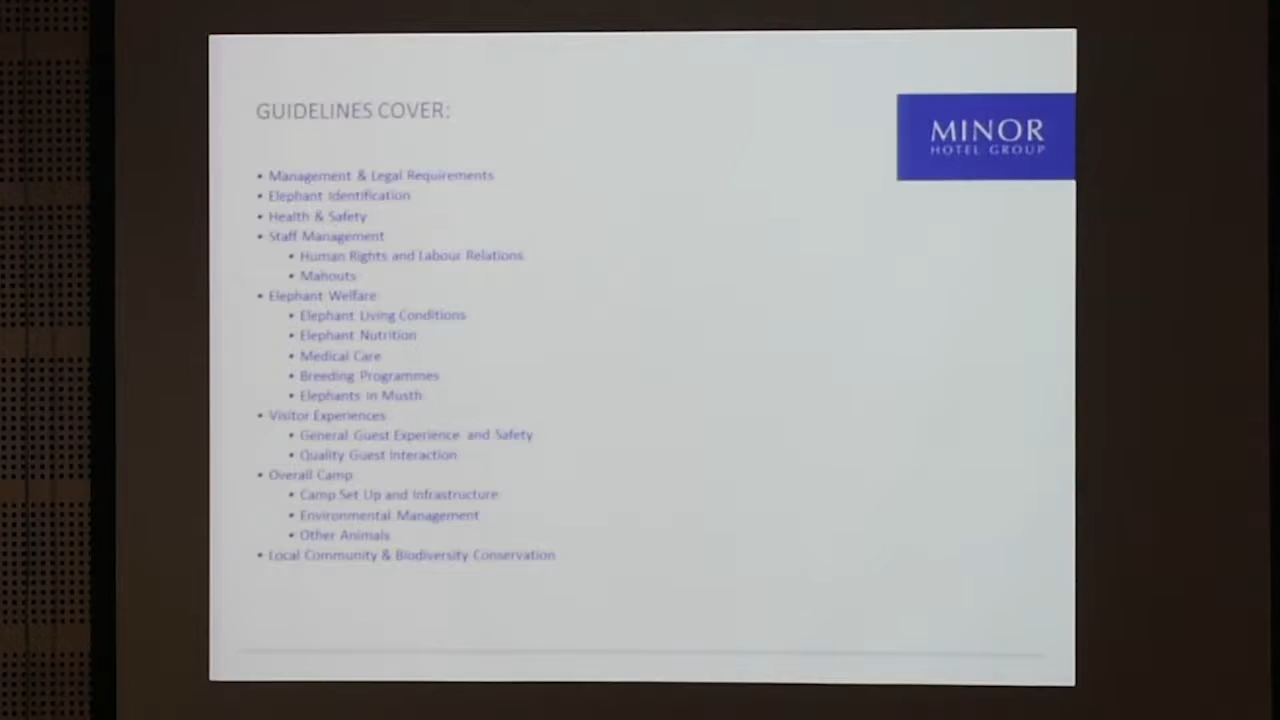 GUIDELINES COVER:
MINOR
HOTEL GROUP
• Management & Legal Requirements
• Elephant Identification
• Health & Safety
• Staff Management
• Human Rights and Labour Relations
• Mahouts
• Elephant Welfare
• Elephant Living Conditions
• Elephant Nutrition
• Medical Care
• Breeding Programmes
• Elephants in Musth
• Visitor Experiences
• General Guest Experience and Safety
• Quality Guest Interaction
• Overall Camp
• Camp Set Up and Infrastructure
• Environmental Management
• Other Animals
• Local Community & Biodiversity Conservation